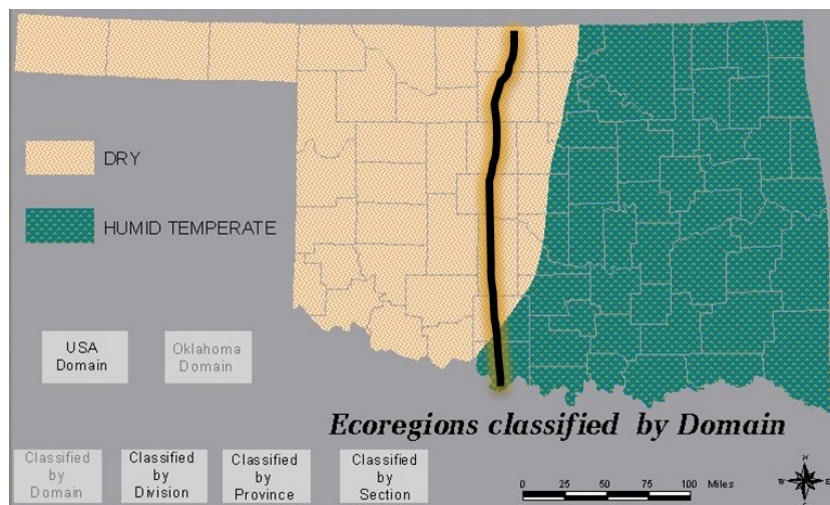 DRY
HUMID TEMPERATE
USA
Domain
Oklahoma
Domain
Ecoregions classified by Domain
Classified
by
Domain
Classified
by
Division
Classified
by
Province
Classified
by
Section
0 25 50 75 100 Miles
N
W E
S